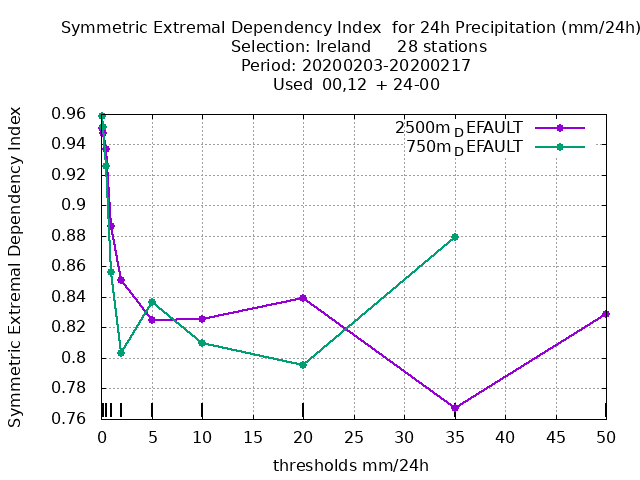 Symmetric Extremal Dependency Index for 24h Precipitation (mm/24h)
Selection: Ireland 28 stations
Period: 20200203-20200217
Used 00,12 + 24-00
Symmetric Extremal Dependency Index
0.96
0.94
0.92
0.9
0.88
0.86
0.84
0.82
0.8
0.78
0.76
2500m_DEFAULT
750m_DEFAULT
0 5 10 15 20 25 30 35 40 45 50
thresholds mm/24h